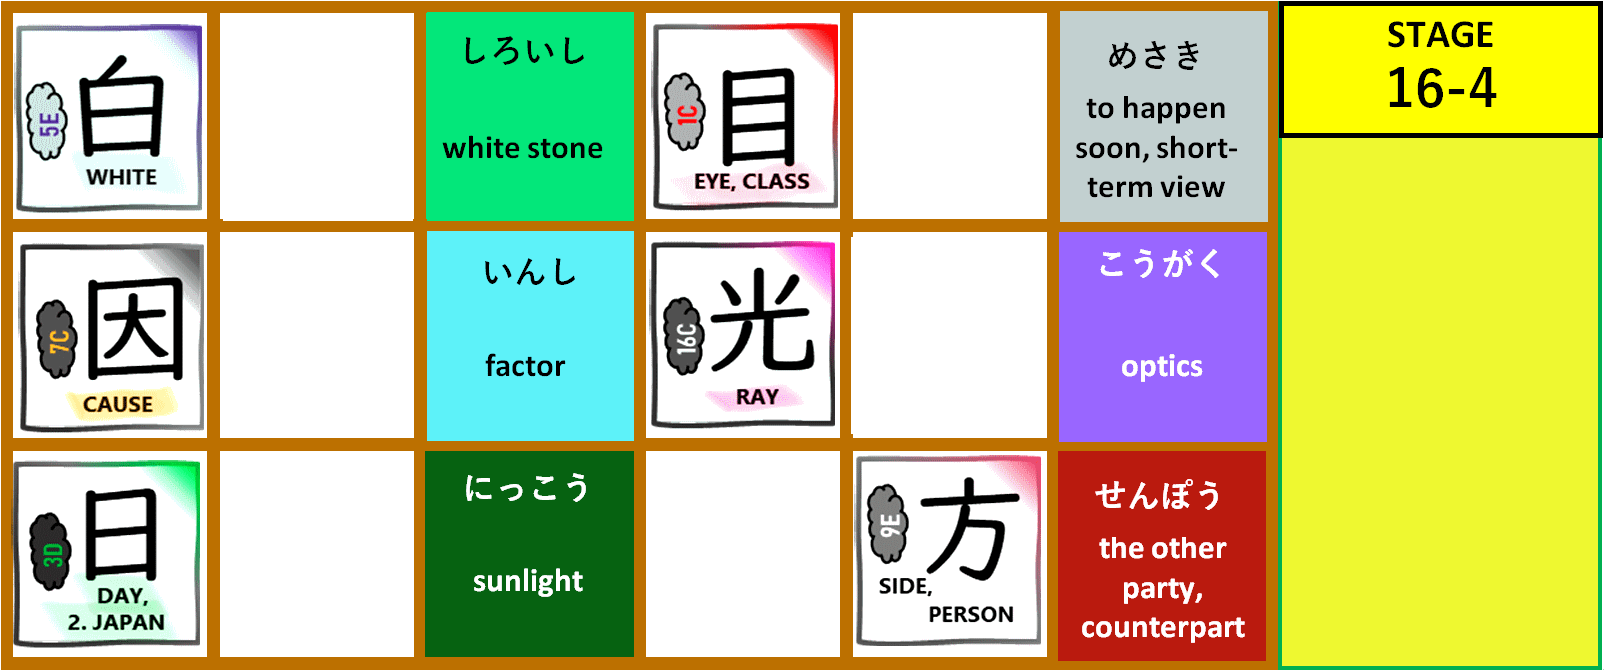 白
5E
WHITE
しろいし
white stone
目
1C
EYE, CLASS
めさき
to happen
soon, short-
term view
STAGE
16-4
因
7C
CAUSE
いんし
factor
光
16C
RAY
こうがく
optics
日
3D
DAY,
2. JAPAN
にっこう
sunlight
方
9E
SIDE,
PERSON
せんぽう
the other
party,
counterpart